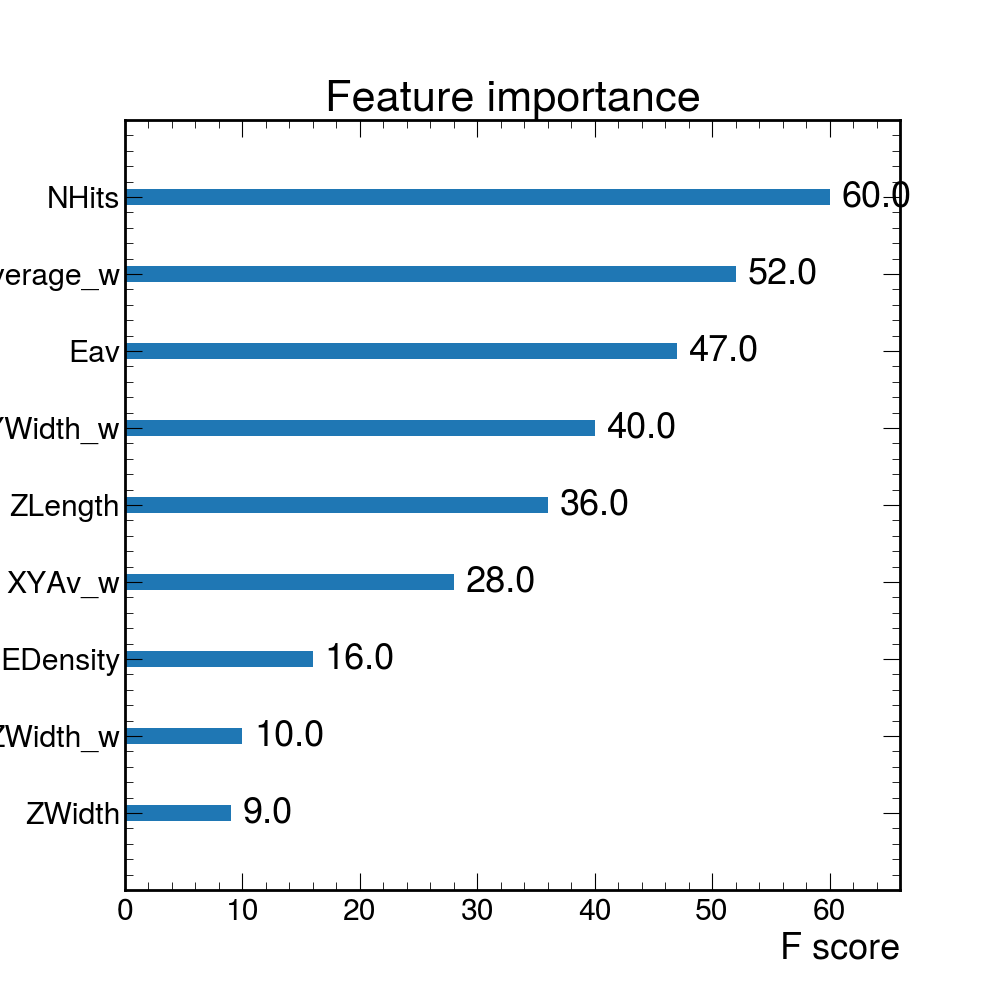 Feature importance
NHits 60.0
verage_w 52.0
Eav 47.0
YWidth_w 40.0
ZLength 36.0
XYAv_w 28.0
EDensity 16.0
ZWidth_w 10.0
ZWidth 9.0
0 10 20 30 40 50 60
F score